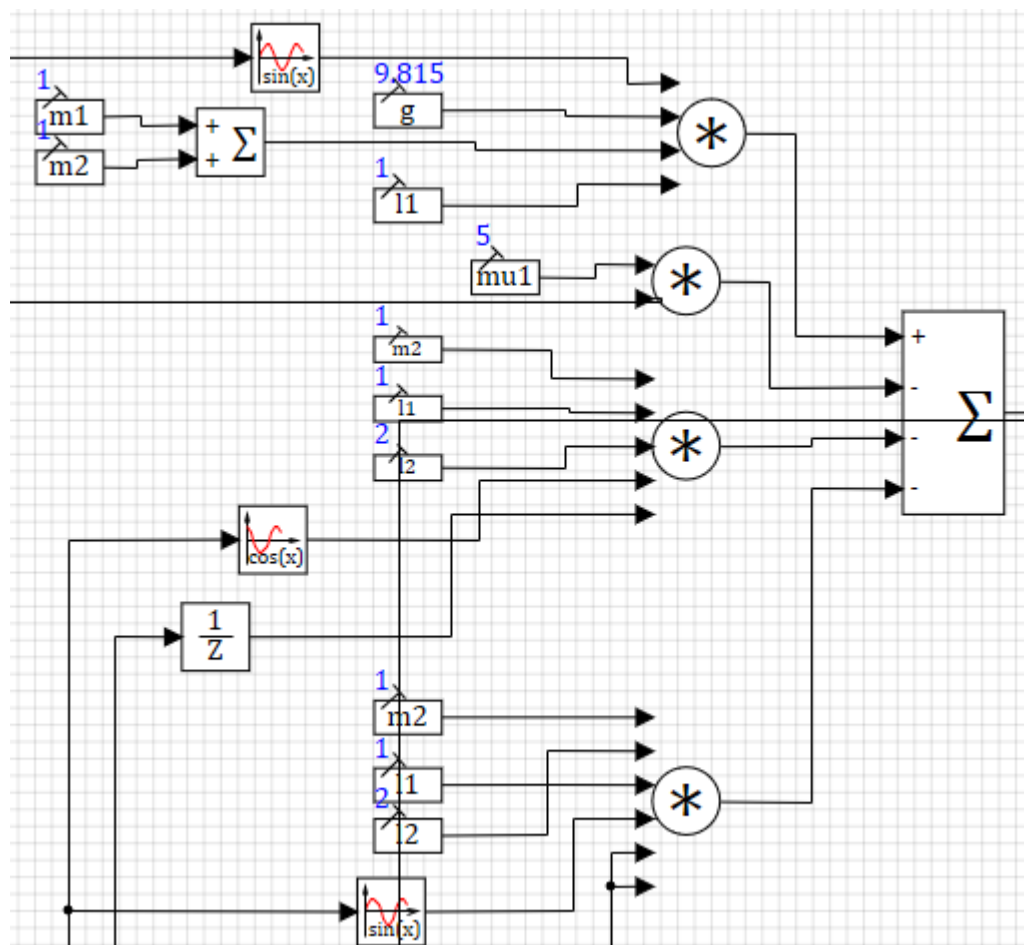 sin(x)
9,815
1
m1
g
+
Σ
1
m2
+
*
1
l1
5
mu1
*
1
m2
+
1
l1
-
Σ
2
l2
*
-
-
cos(x)
1
Z
1
m2
1
l1
*
2
l2
sin(x)